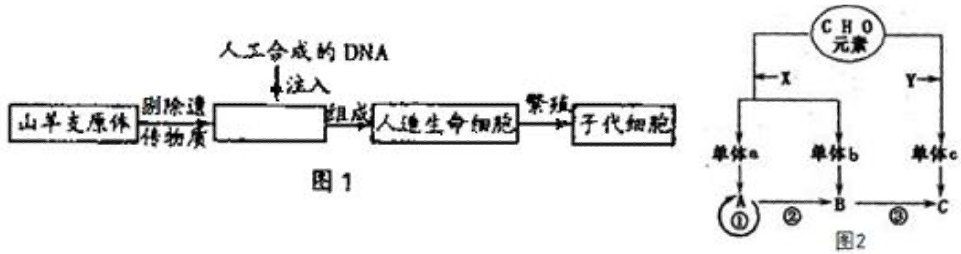 人工合成的DNA
注入
山羊支原体
剔除遗
传物质
组成
人造生命细胞
繁殖
子代细胞
图1
C H O
元素
X
Y
单体a
单体b
单体c
A
B
C
①
②
③
图2